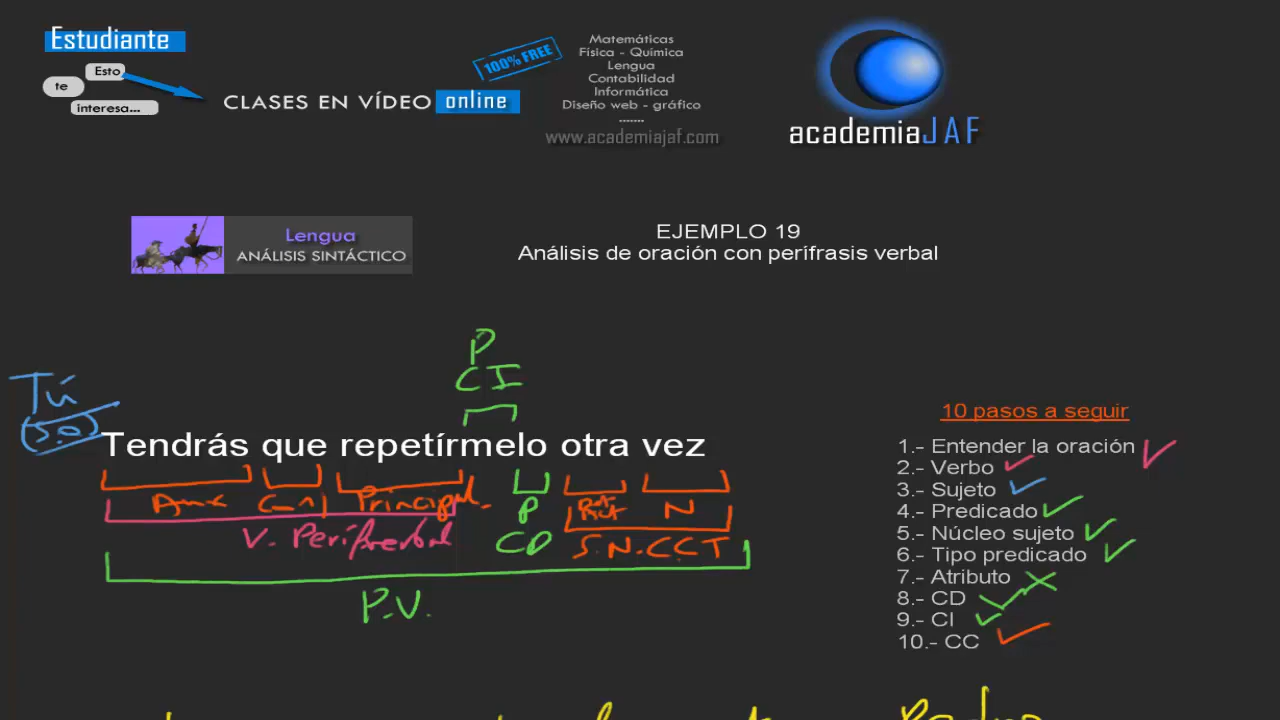 Estudiante
Esto
te
interesa...
CLASES EN VÍDEO online
100% FREE
Matemáticas
Física - Química
Lengua
Contabilidad
Informática
Diseño web - gráfico
.......
www.academiajaf.com
academiaJAF
Lengua
ANÁLISIS SINTÁCTICO
EJEMPLO 19
Análisis de oración con perífrasis verbal
P
CI
Tú
(S.O)
Tendrás que repetírmelo otra vez
Aux Principal P N
V. Perifrerbal CD S.N.CCT
P.V.
10 pasos a seguir
1.- Entender la oración
2.- Verbo
3.- Sujeto
4.- Predicado
5.- Núcleo sujeto
6.- Tipo predicado
7.- Atributo
8.- CD
9.- CI
10.- CC